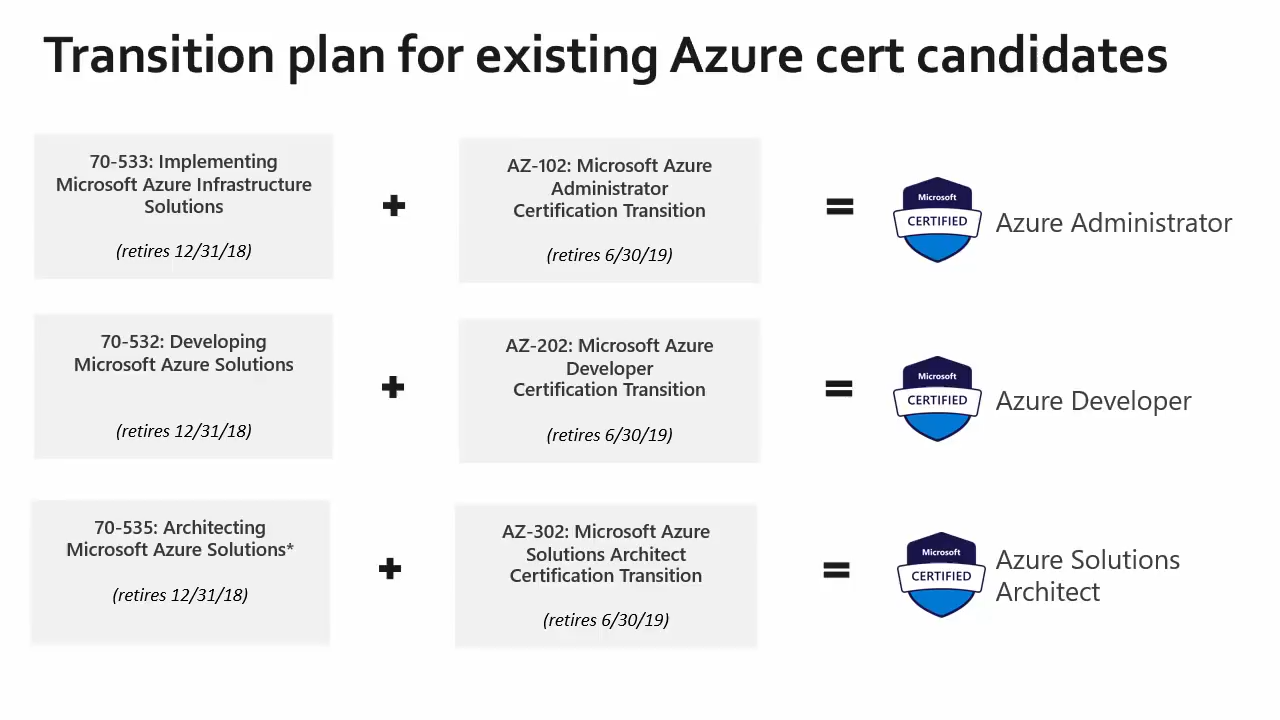 Transition plan for existing Azure cert candidates
70-533: Implementing
Microsoft Azure Infrastructure
Solutions
(retires 12/31/18)
+
AZ-102: Microsoft Azure
Administrator
Certification Transition
(retires 6/30/19)
=
Microsoft
CERTIFIED
Azure Administrator
70-532: Developing
Microsoft Azure Solutions
(retires 12/31/18)
+
AZ-202: Microsoft Azure
Developer
Certification Transition
(retires 6/30/19)
=
Microsoft
CERTIFIED
Azure Developer
70-535: Architecting
Microsoft Azure Solutions*
(retires 12/31/18)
+
AZ-302: Microsoft Azure
Solutions Architect
Certification Transition
(retires 6/30/19)
=
Microsoft
CERTIFIED
Azure Solutions
Architect